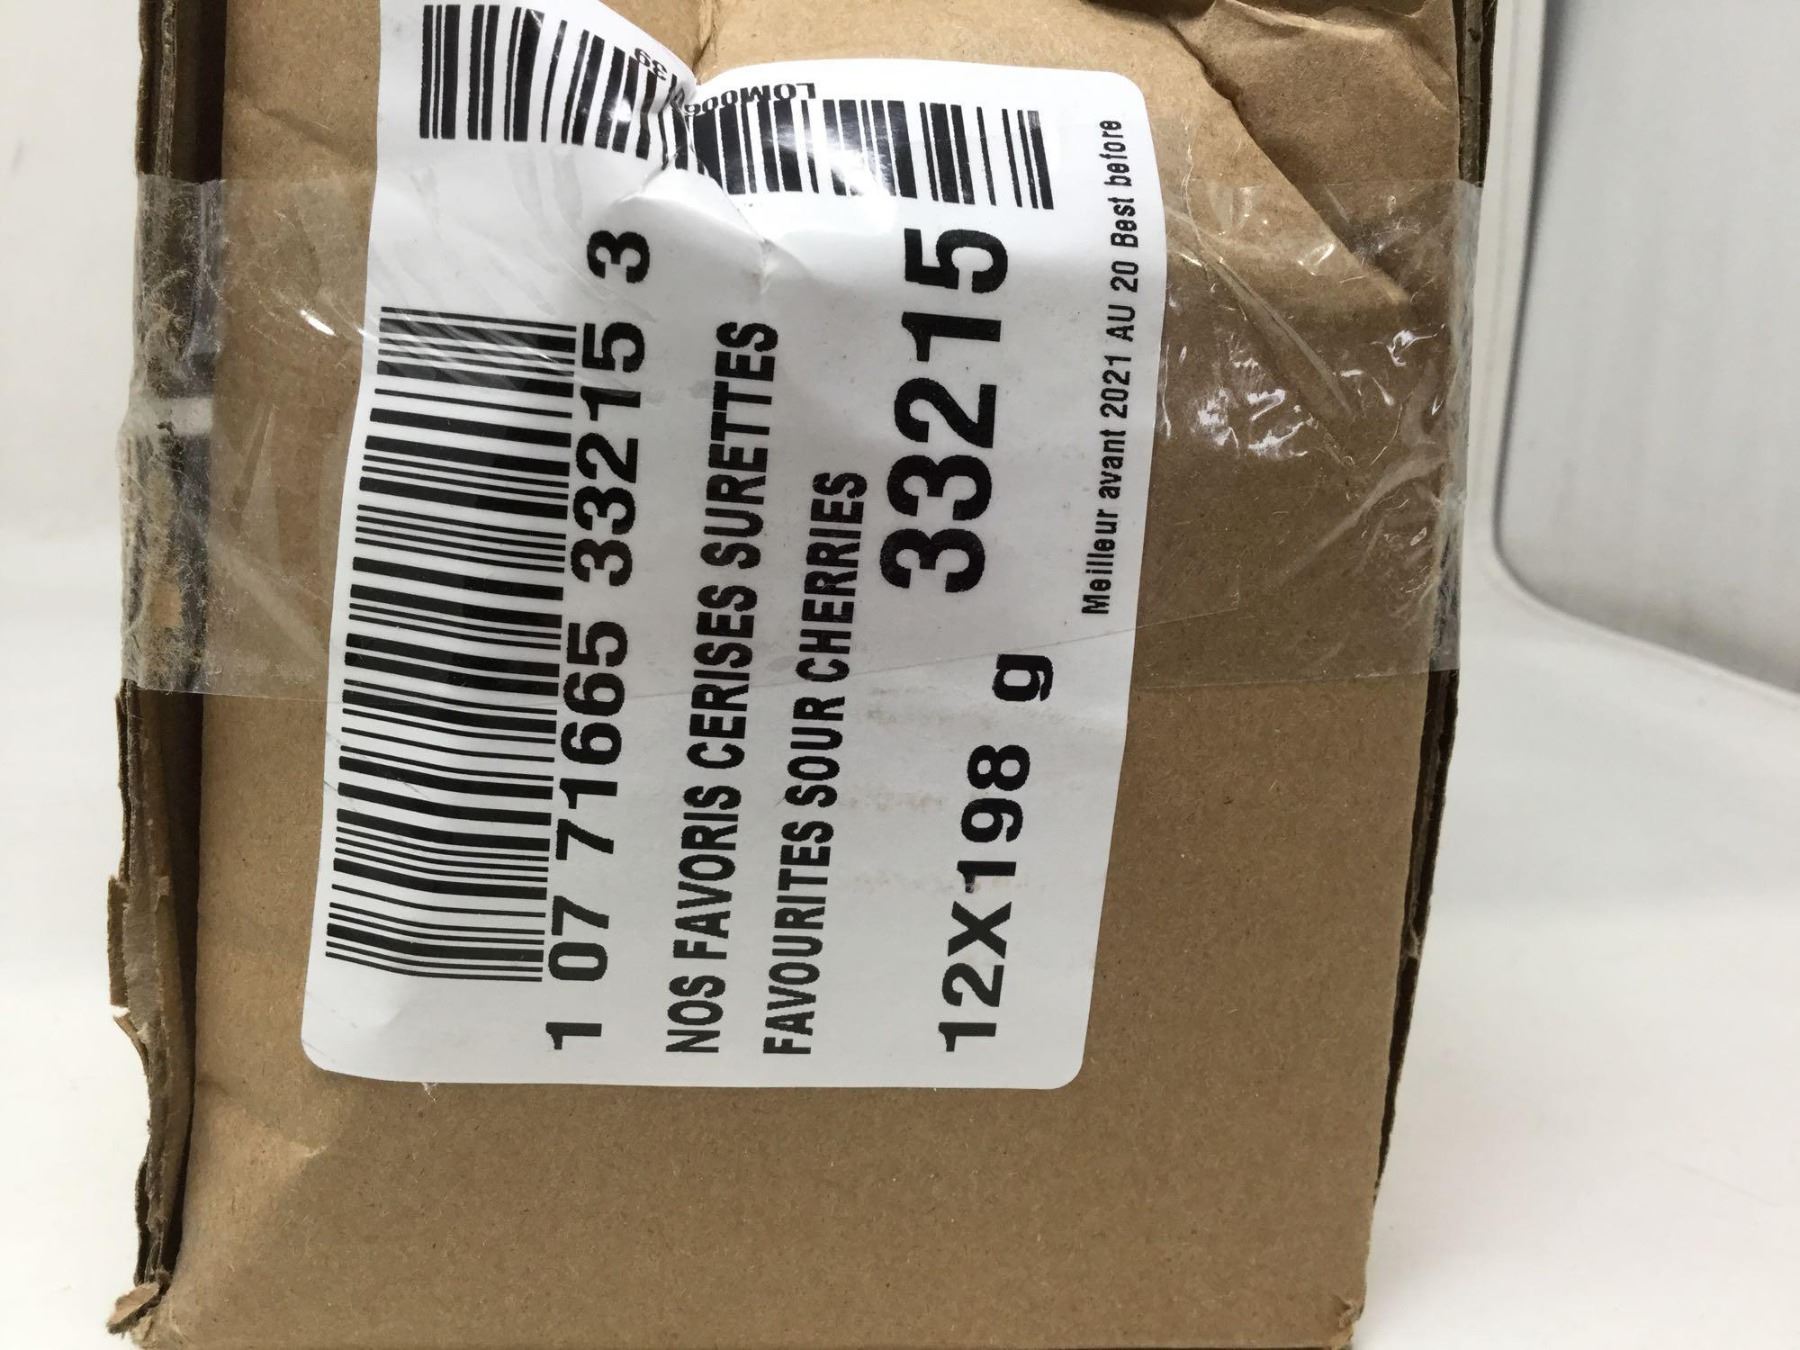 1 07 71665 33215 3
NOS FAVORIS CERISES SURETTES
FAVOURITES SOUR CHERRIES
12X198 g 33215
Meilleur avant 2021 AU 20 Best before